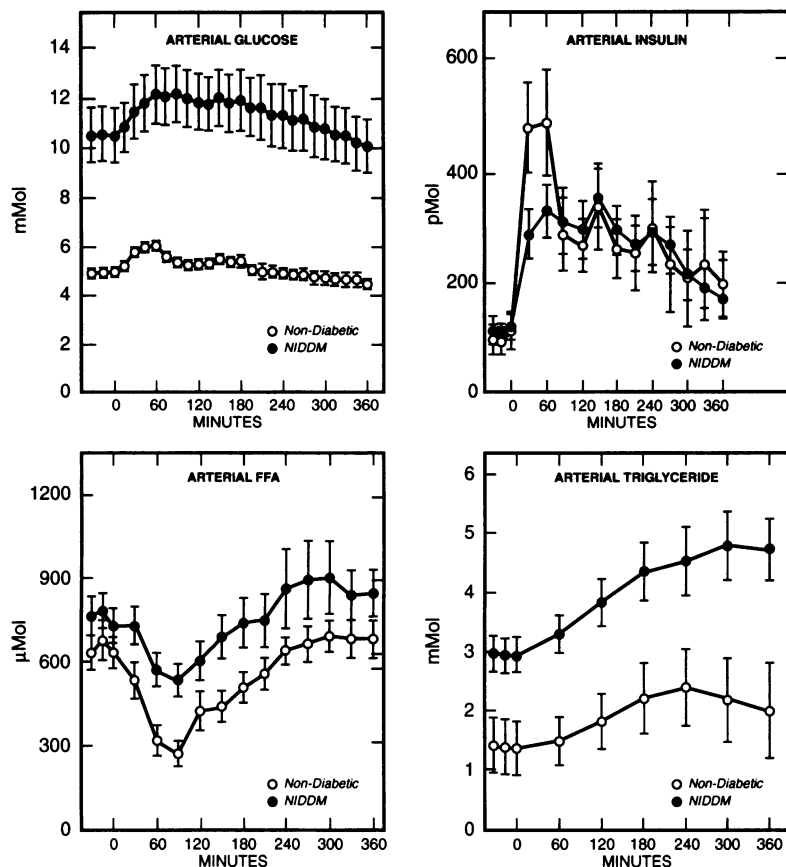 ARTERIAL GLUCOSE
14
12
10
8
6
4
2
0
mMol
Non-Diabetic
NIDDM
0 60 120 180 240 300 360
MINUTES
ARTERIAL INSULIN
600
400
200
0
pMol
Non-Diabetic
NIDDM
0 60 120 180 240 300 360
MINUTES
ARTERIAL FFA
1200
900
600
300
0
µMol
Non-Diabetic
NIDDM
0 60 120 180 240 300 360
MINUTES
ARTERIAL TRIGLYCERIDE
6
5
4
3
2
1
0
mMol
Non-Diabetic
NIDDM
0 60 120 180 240 300 360
MINUTES